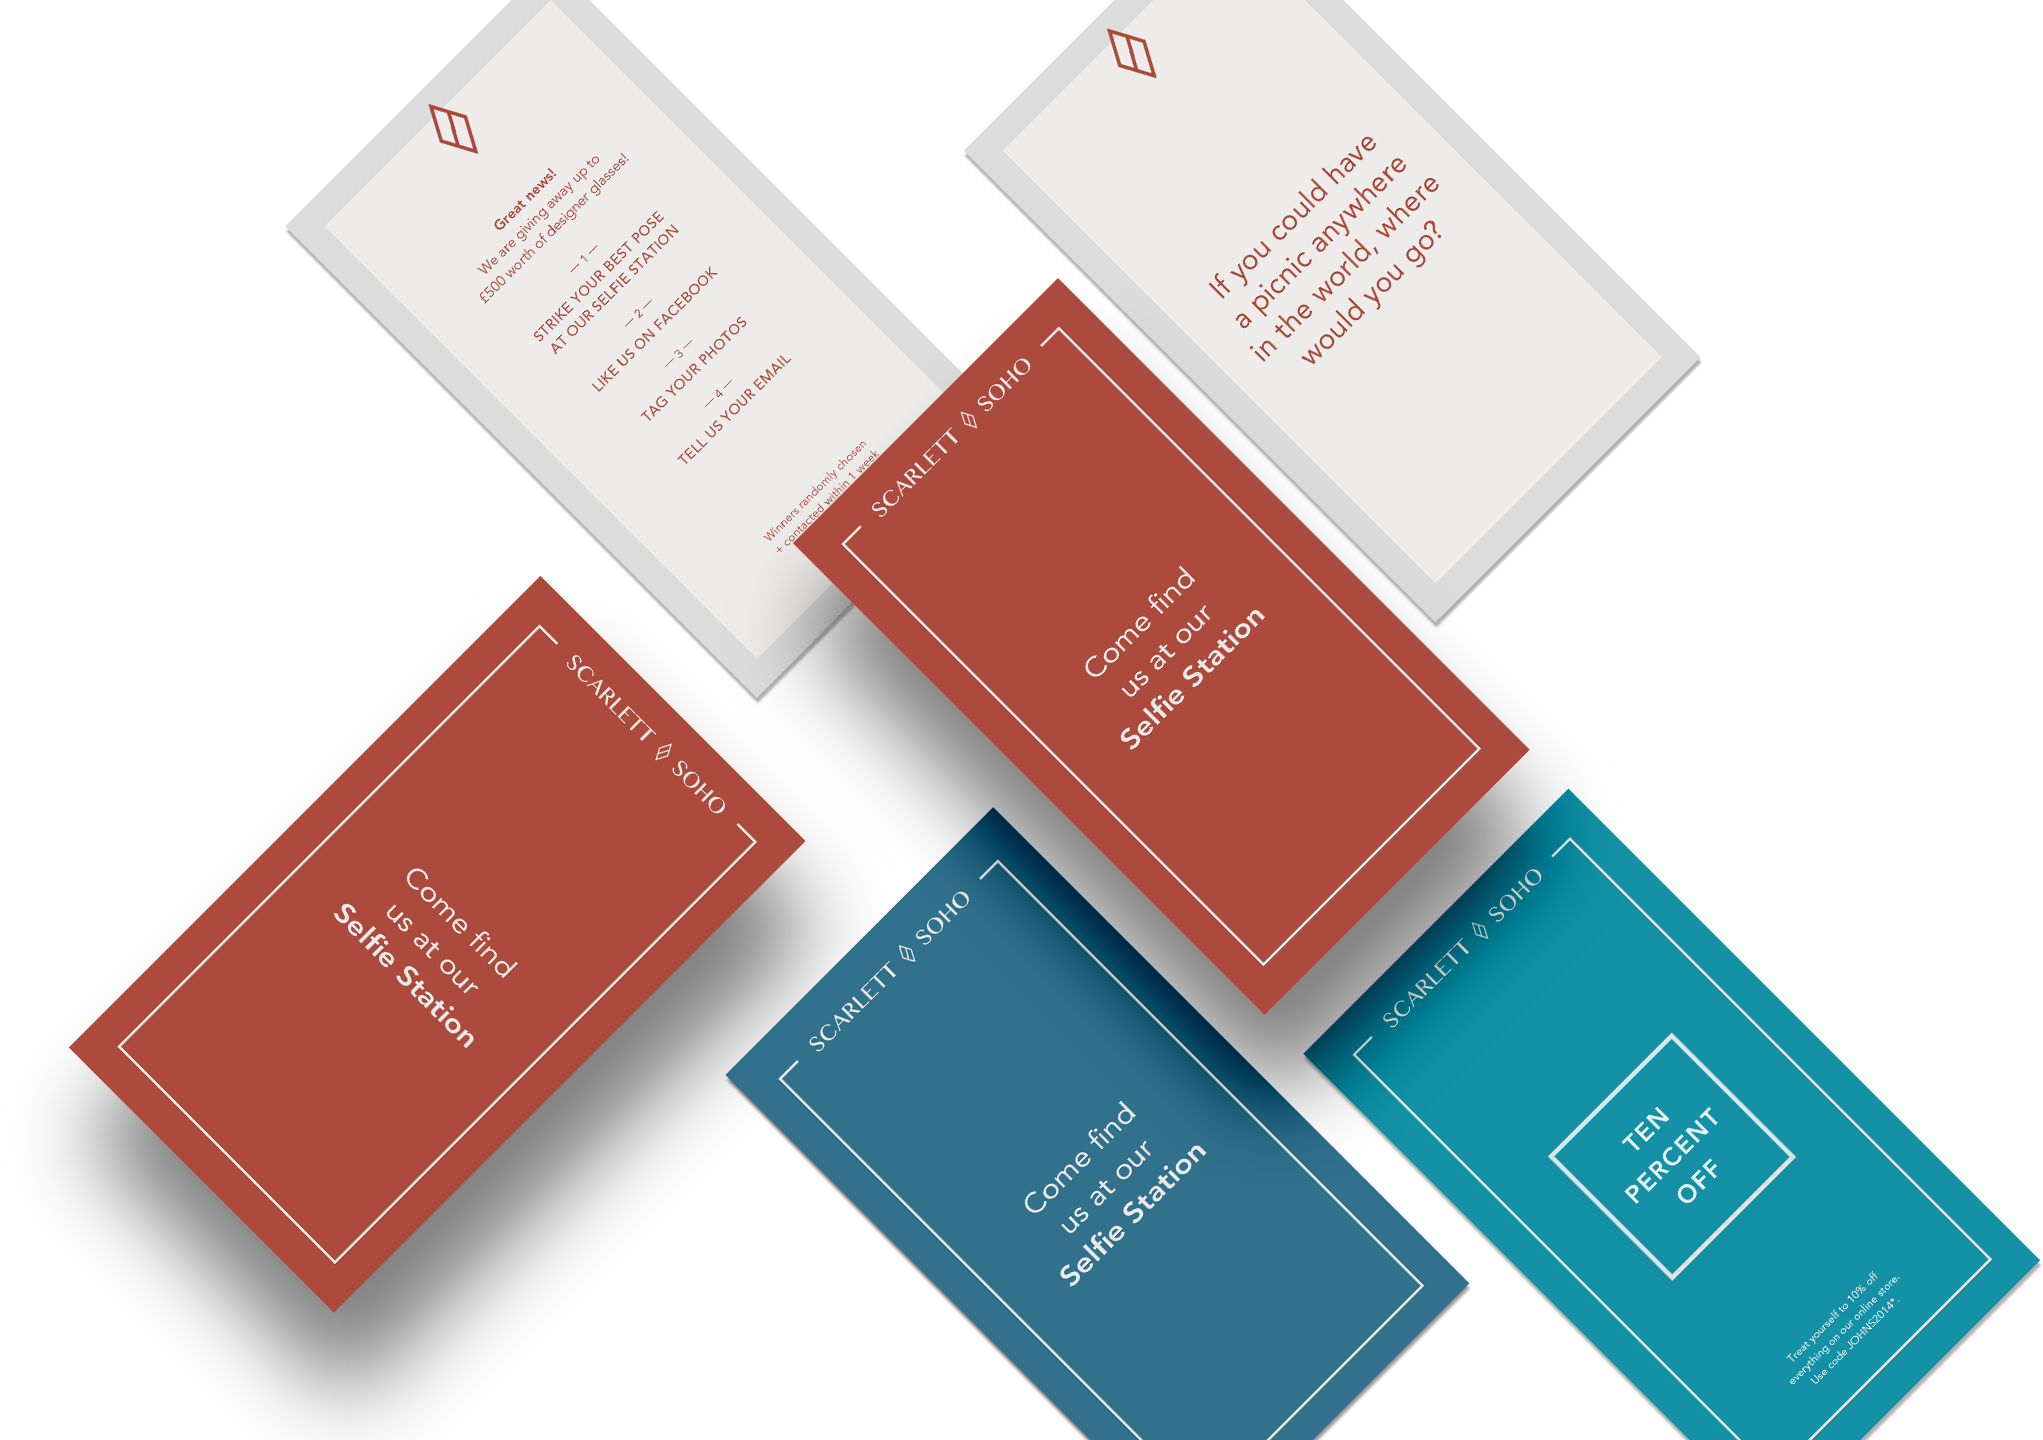 Great news!
We are giving away up to
£500 worth of designer glasses!
— 1 —
STRIKE YOUR BEST POSE
AT OUR SELFIE STATION
— 2 —
LIKE US ON FACEBOOK
— 3 —
TAG YOUR PHOTOS
— 4 —
TELL US YOUR EMAIL
Winners randomly chosen
+ contacted within 1 week
If you could have
a picnic anywhere
in the world, where
would you go?
SCARLETT SOHO
Come find
us at our
Selfie Station
SCARLETT SOHO
Come find
us at our
Selfie Station
SCARLETT SOHO
Come find
us at our
Selfie Station
SCARLETT SOHO
TEN
PERCENT
OFF
Treat yourself to 10% off
everything on our online store.
Use code JOHNS2014*.